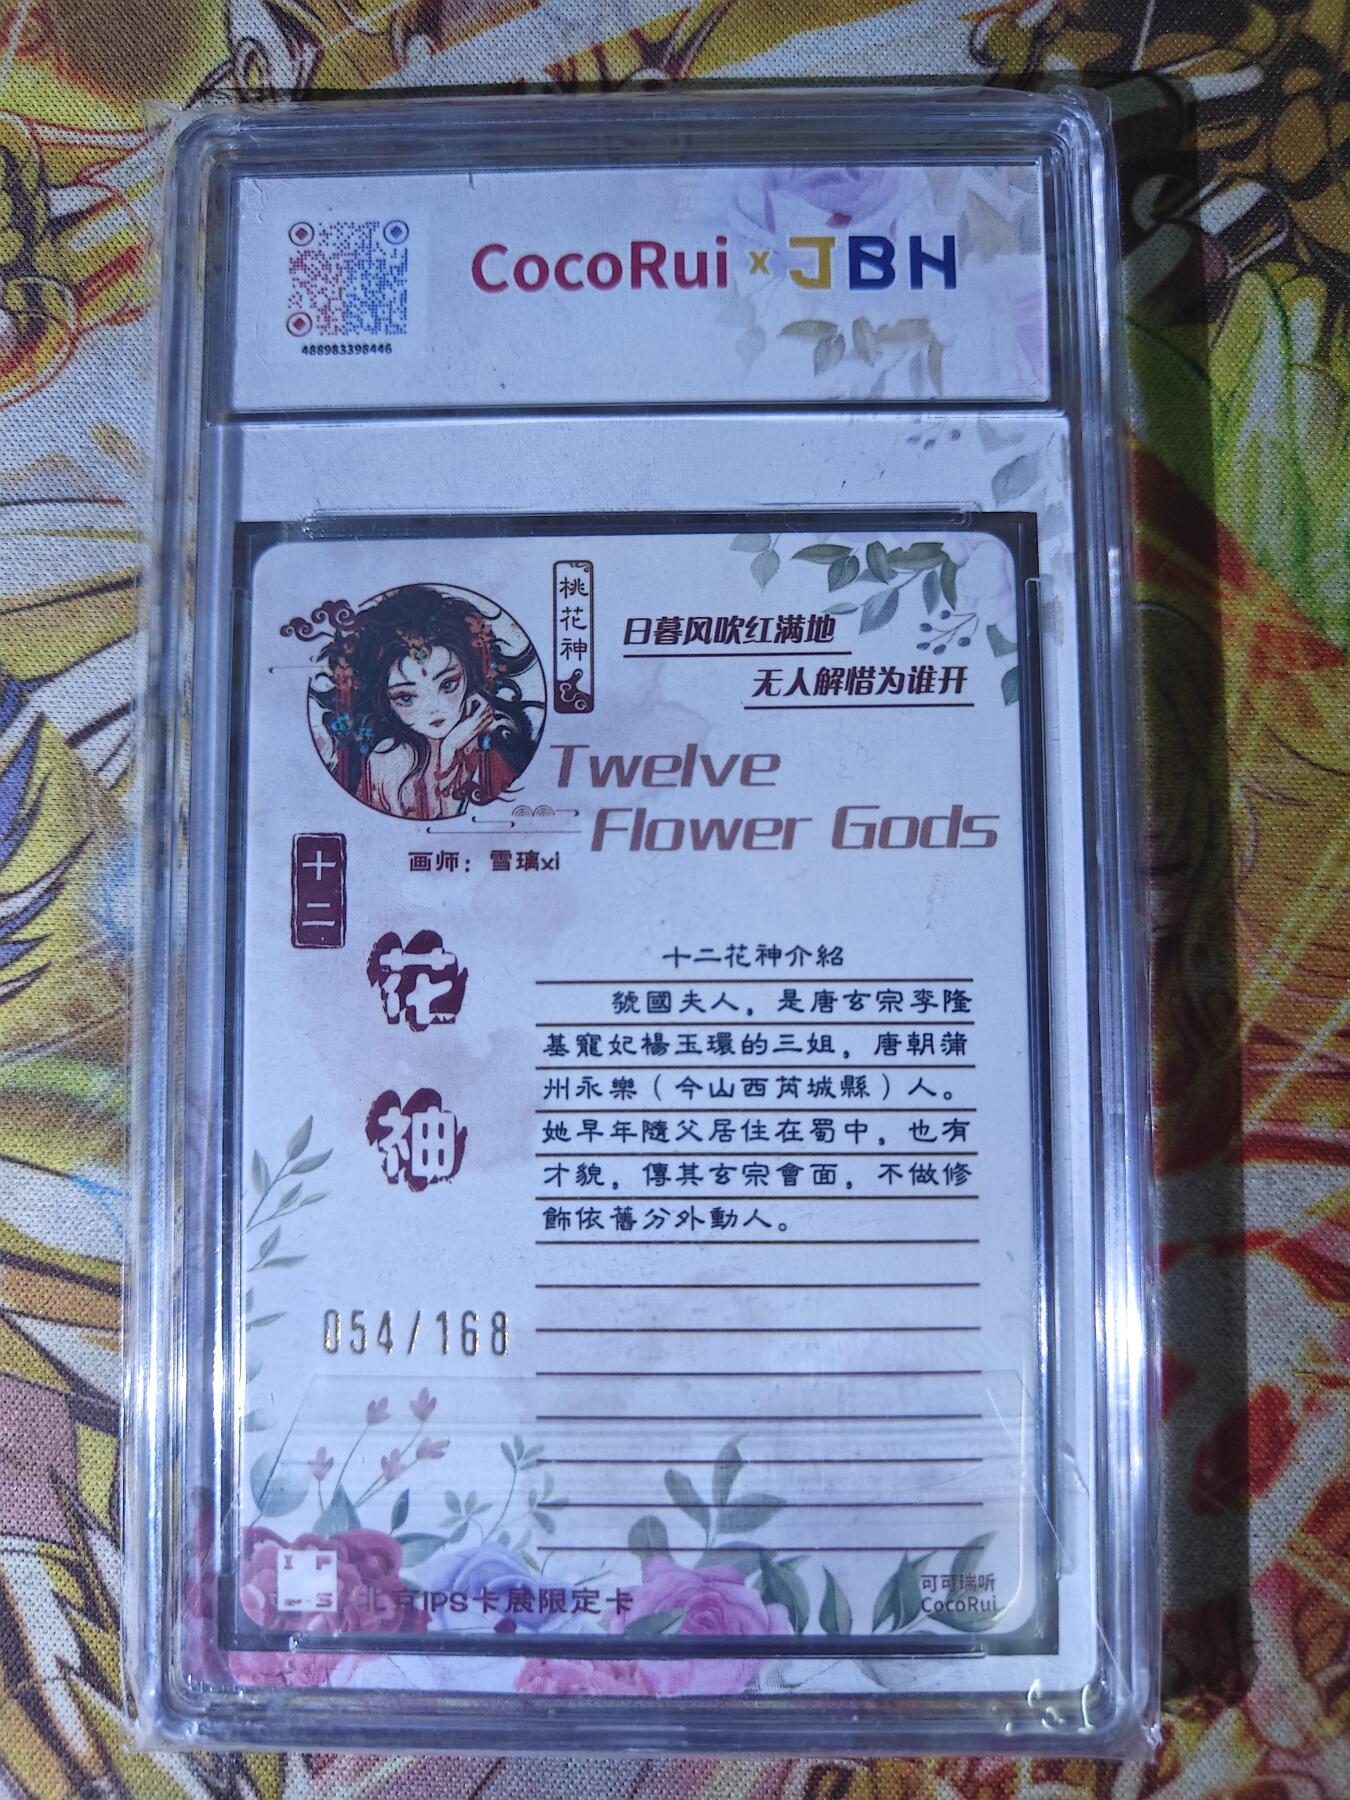 CocoRui x JBH
488983398446
桃花神
日暮风吹红满地
无人解惜为谁开
Twelve
Flower Gods
画师：雪璃xi
十二
花
神
十二花神介紹
虢國夫人，是唐玄宗李隆
基寵妃楊玉環的三姐，唐朝蒲
州永樂（今山西芮城縣）人。
她早年隨父居住在蜀中，也有
才貌，傳其玄宗會面，不做修
飾依舊分外動人。
054/168
IP
S
北京IPS卡展限定卡
可可瑞听
CocoRui